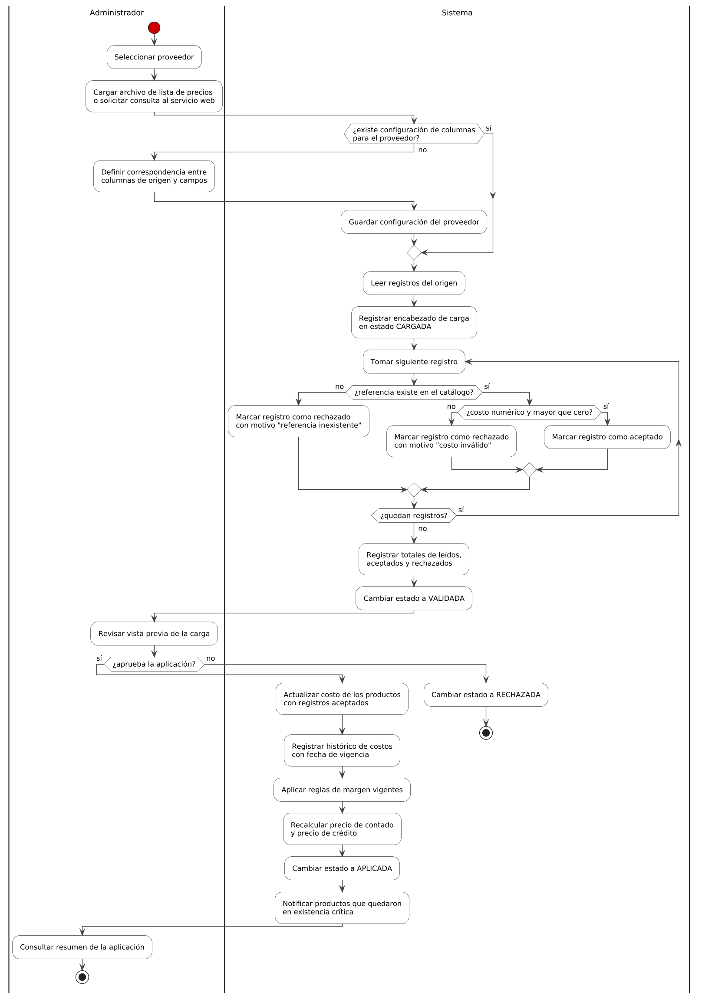 Administrador
Sistema
Seleccionar proveedor
Cargar archivo de lista de precios
o solicitar consulta al servicio web
¿existe configuración de columnas
para el proveedor?
sí
no
Definir correspondencia entre
columnas de origen y campos
Guardar configuración del proveedor
Leer registros del origen
Registrar encabezado de carga
en estado CARGADA
Tomar siguiente registro
no
¿referencia existe en el catálogo?
sí
Marcar registro como rechazado
con motivo "referencia inexistente"
no
¿costo numérico y mayor que cero?
sí
Marcar registro como rechazado
con motivo "costo inválido"
Marcar registro como aceptado
¿quedan registros?
sí
no
Registrar totales de leídos,
aceptados y rechazados
Cambiar estado a VALIDADA
Revisar vista previa de la carga
sí
¿aprueba la aplicación?
no
Actualizar costo de los productos
con registros aceptados
Cambiar estado a RECHAZADA
Registrar histórico de costos
con fecha de vigencia
Aplicar reglas de margen vigentes
Recalcular precio de contado
y precio de crédito
Cambiar estado a APLICADA
Notificar productos que quedaron
en existencia crítica
Consultar resumen de la aplicación